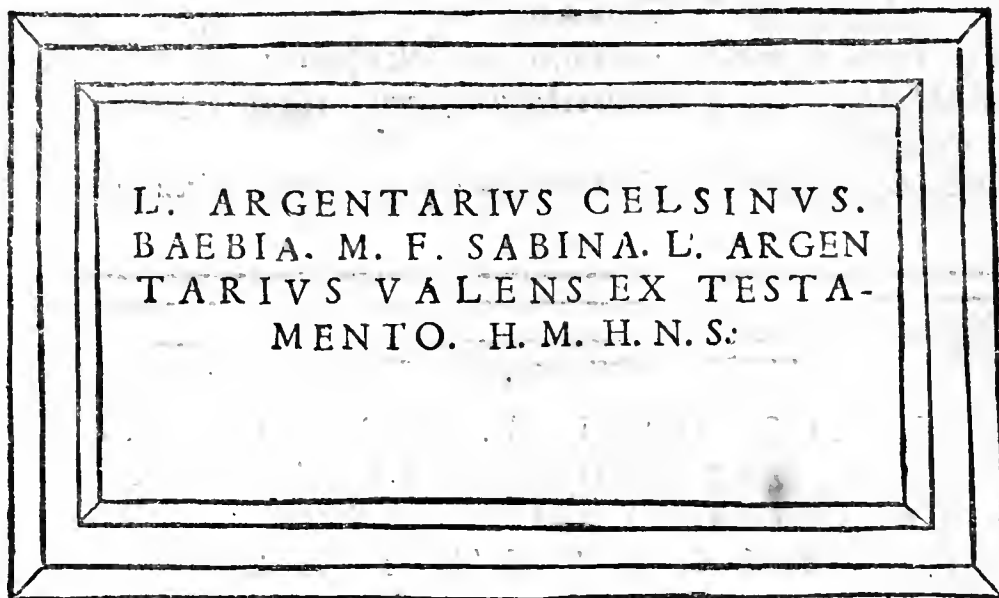 L. ARGENTARIVS CELSINVS.
BAEBIA. M. F. SABINA. L. ARGEN
TARIVS VALENS EX TESTA-
MENTO. H. M. H. N. S.